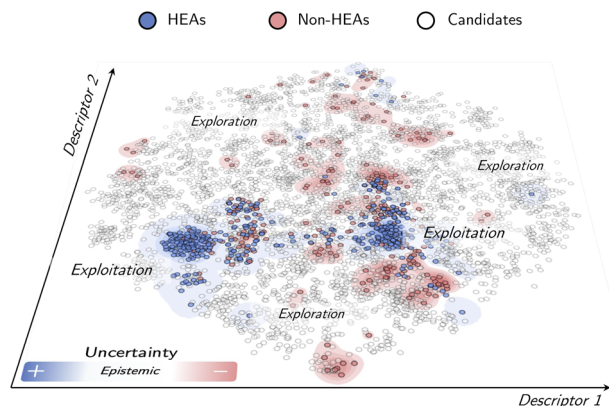 HEAs Non-HEAs Candidates
Descriptor 2
Exploration
Exploration
Exploitation
Exploitation
Exploration
Uncertainty
+ Epistemic −
Descriptor 1